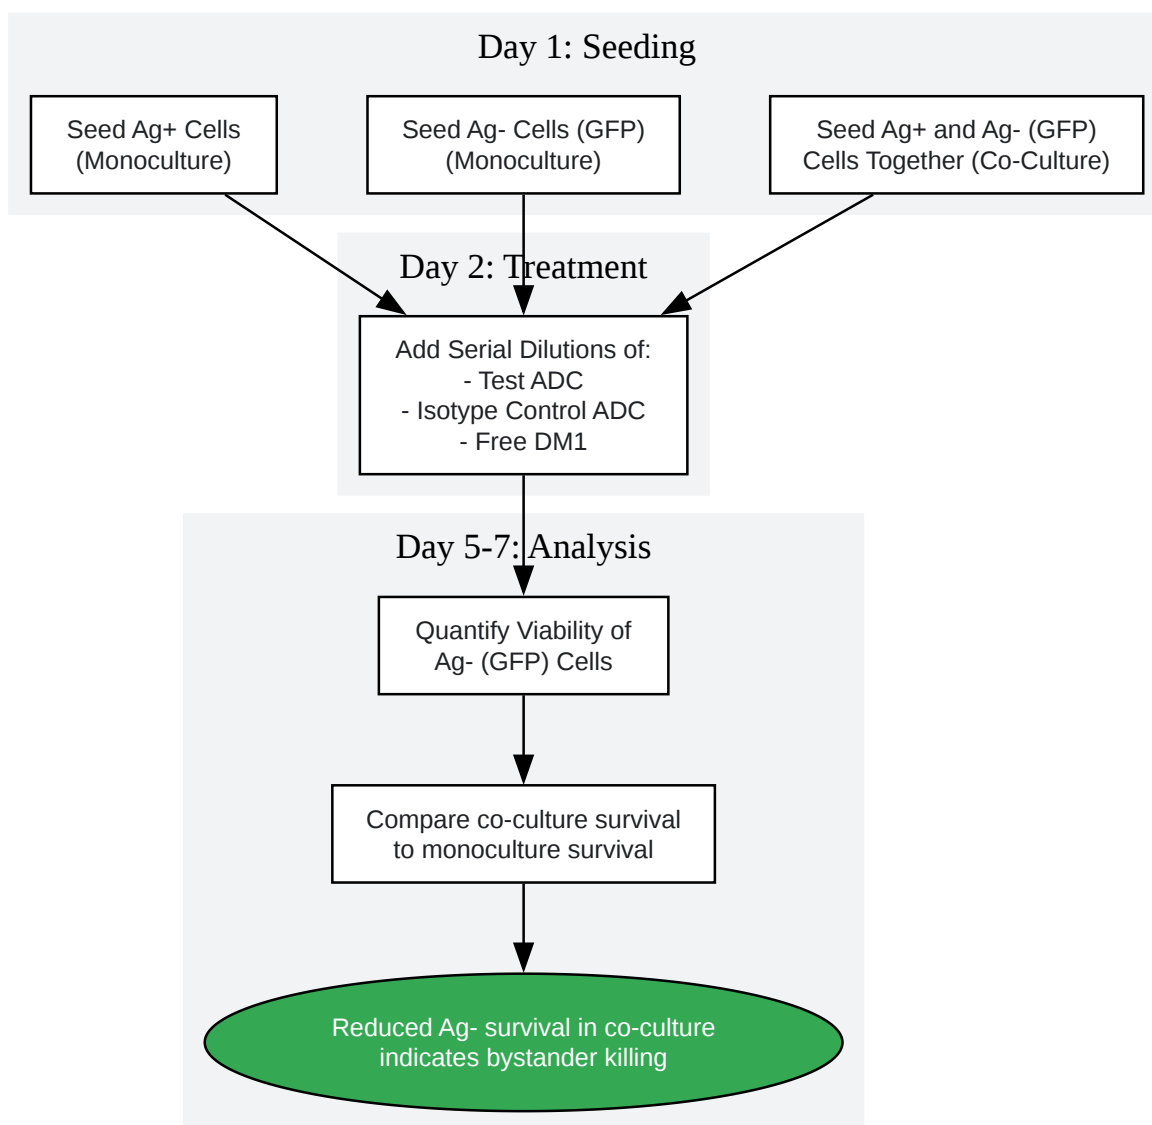 Day 1: Seeding
Seed Ag+ Cells
(Monoculture)
Seed Ag- Cells (GFP)
(Monoculture)
Seed Ag+ and Ag- (GFP)
Cells Together (Co-Culture)
Day 2: Treatment
Add Serial Dilutions of:
- Test ADC
- Isotype Control ADC
- Free DM1
Day 5-7: Analysis
Quantify Viability of
Ag- (GFP) Cells
Compare co-culture survival
to monoculture survival
Reduced Ag- survival in co-culture
indicates bystander killing